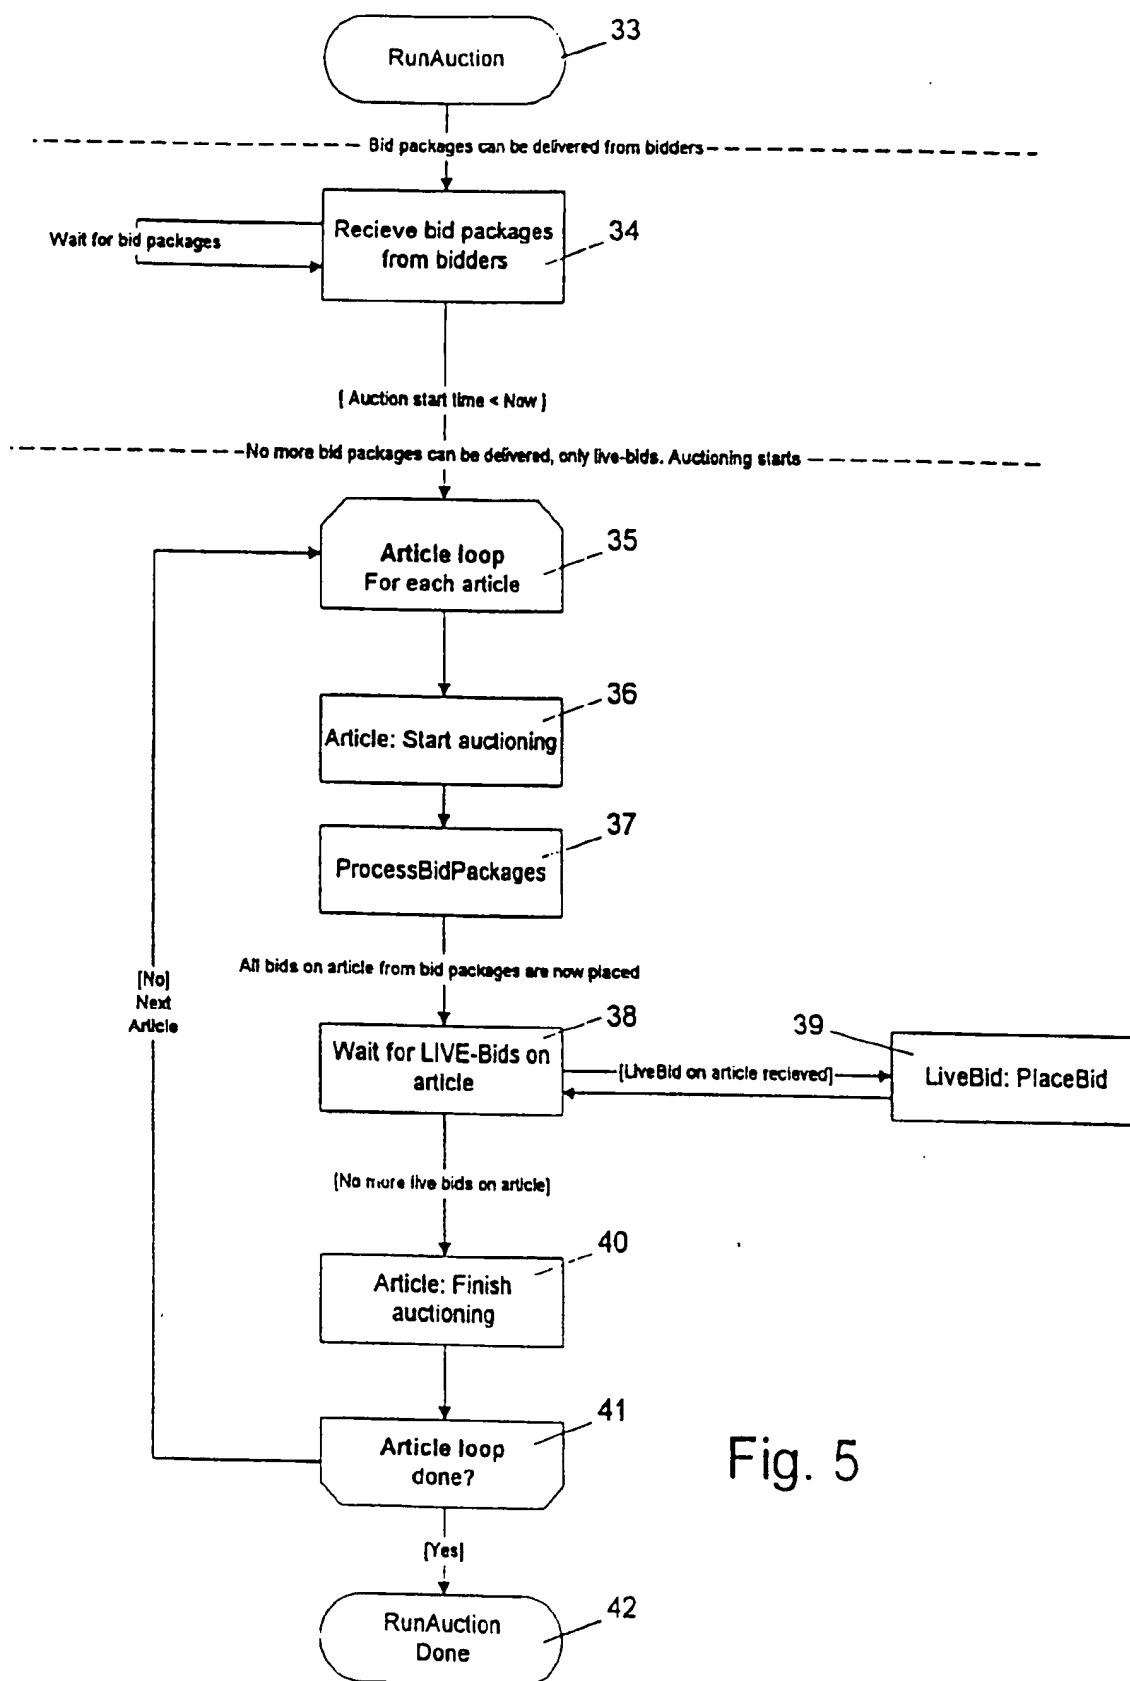 33
RunAuction
Bid packages can be delivered from bidders
Recieve bid packages
from bidders
34
Wait for bid packages
[ Auction start time < Now ]
No more bid packages can be delivered, only live-bids. Auctioning starts
35
Article loop
For each article
36
Article: Start auctioning
37
ProcessBidPackages
All bids on article from bid packages are now placed
[No]
Next
Article
38
Wait for LIVE-Bids on
article
[LiveBid on article recieved]
39
LiveBid: PlaceBid
[No more live bids on article]
40
Article: Finish
auctioning
41
Article loop
done?
Fig. 5
[Yes]
42
RunAuction
Done